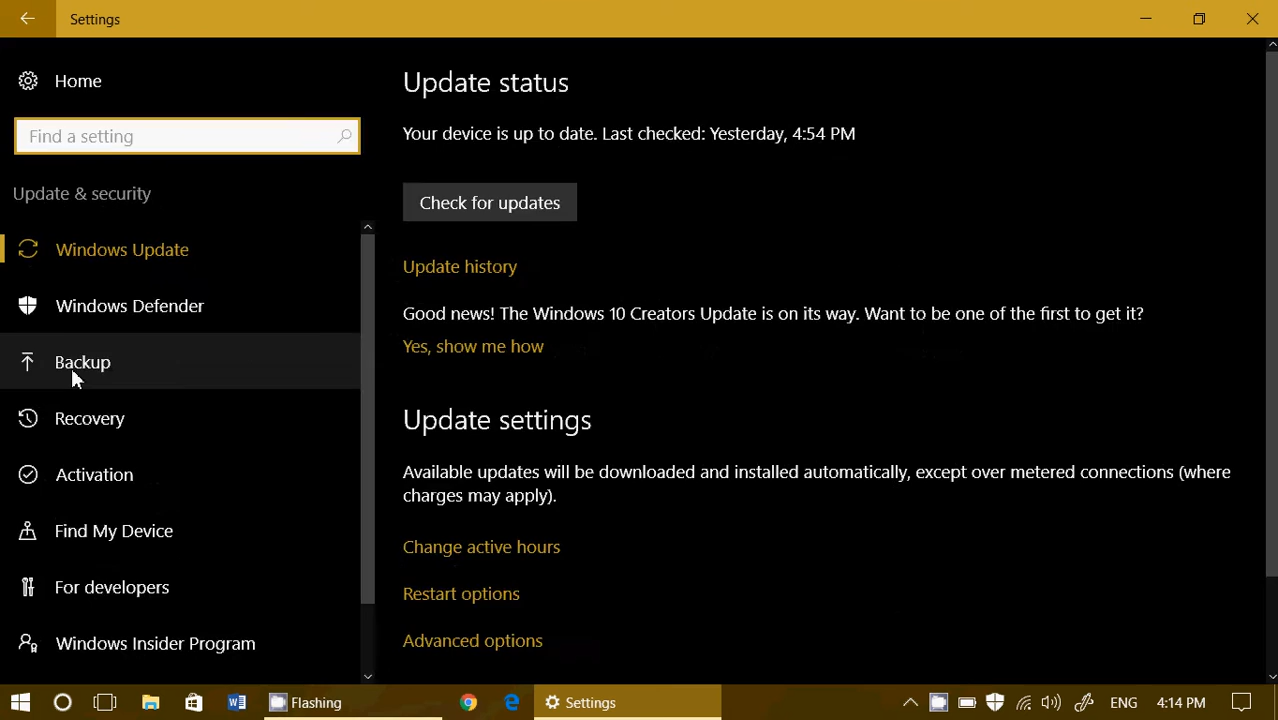 Settings
Home
Find a setting
Update & security
Windows Update
Windows Defender
Backup
Recovery
Activation
Find My Device
For developers
Windows Insider Program
Update status
Your device is up to date. Last checked: Yesterday, 4:54 PM
Check for updates
Update history
Good news! The Windows 10 Creators Update is on its way. Want to be one of the first to get it?
Yes, show me how
Update settings
Available updates will be downloaded and installed automatically, except over metered connections (where
charges may apply).
Change active hours
Restart options
Advanced options
Flashing
Settings
ENG
4:14 PM